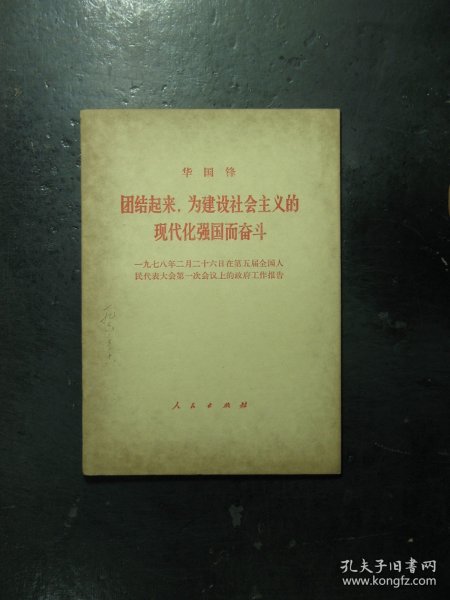 华国锋
团结起来，为建设社会主义的
现代化强国而奋斗
一九七八年二月二十六日在第五届全国人
民代表大会第一次会议上的政府工作报告
人民出版社
孔夫子旧书网
www.kongfz.com